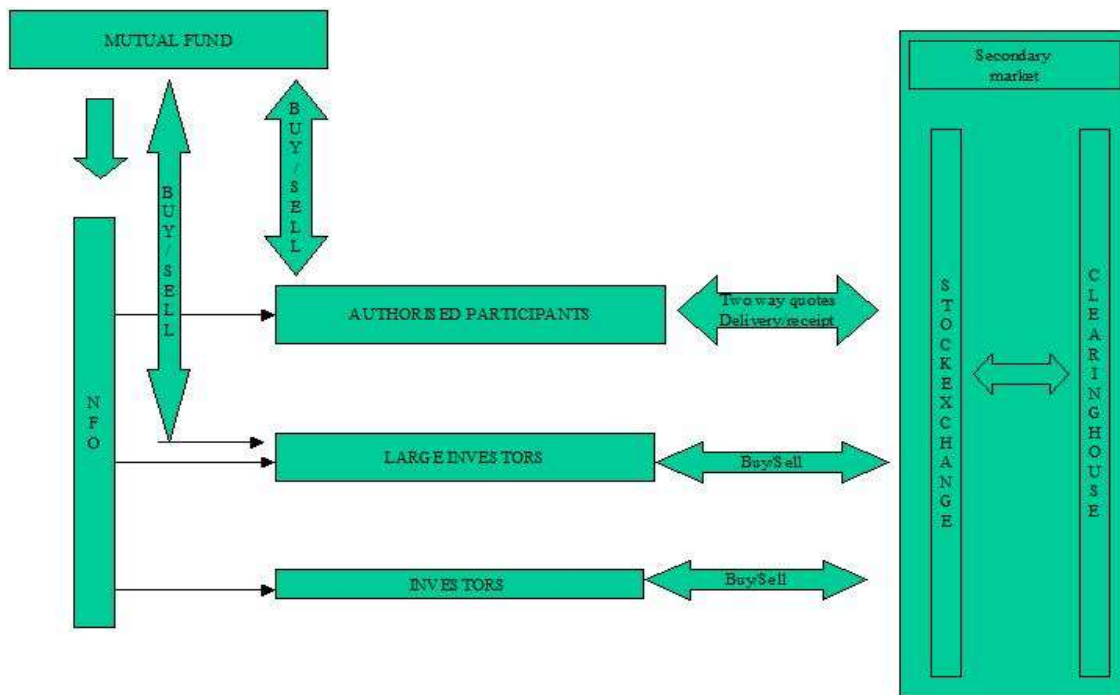 MUTUAL FUND
Secondary
market
BUY/SELL
BUY/SELL
NFO
AUTHORISED PARTICIPANTS
Two way quotes
Delivery/receipt
LARGE INVESTORS
Buy/Sell
INVESTORS
Buy/Sell
STOCKEXCHANGE
CLEARINGHOUSE